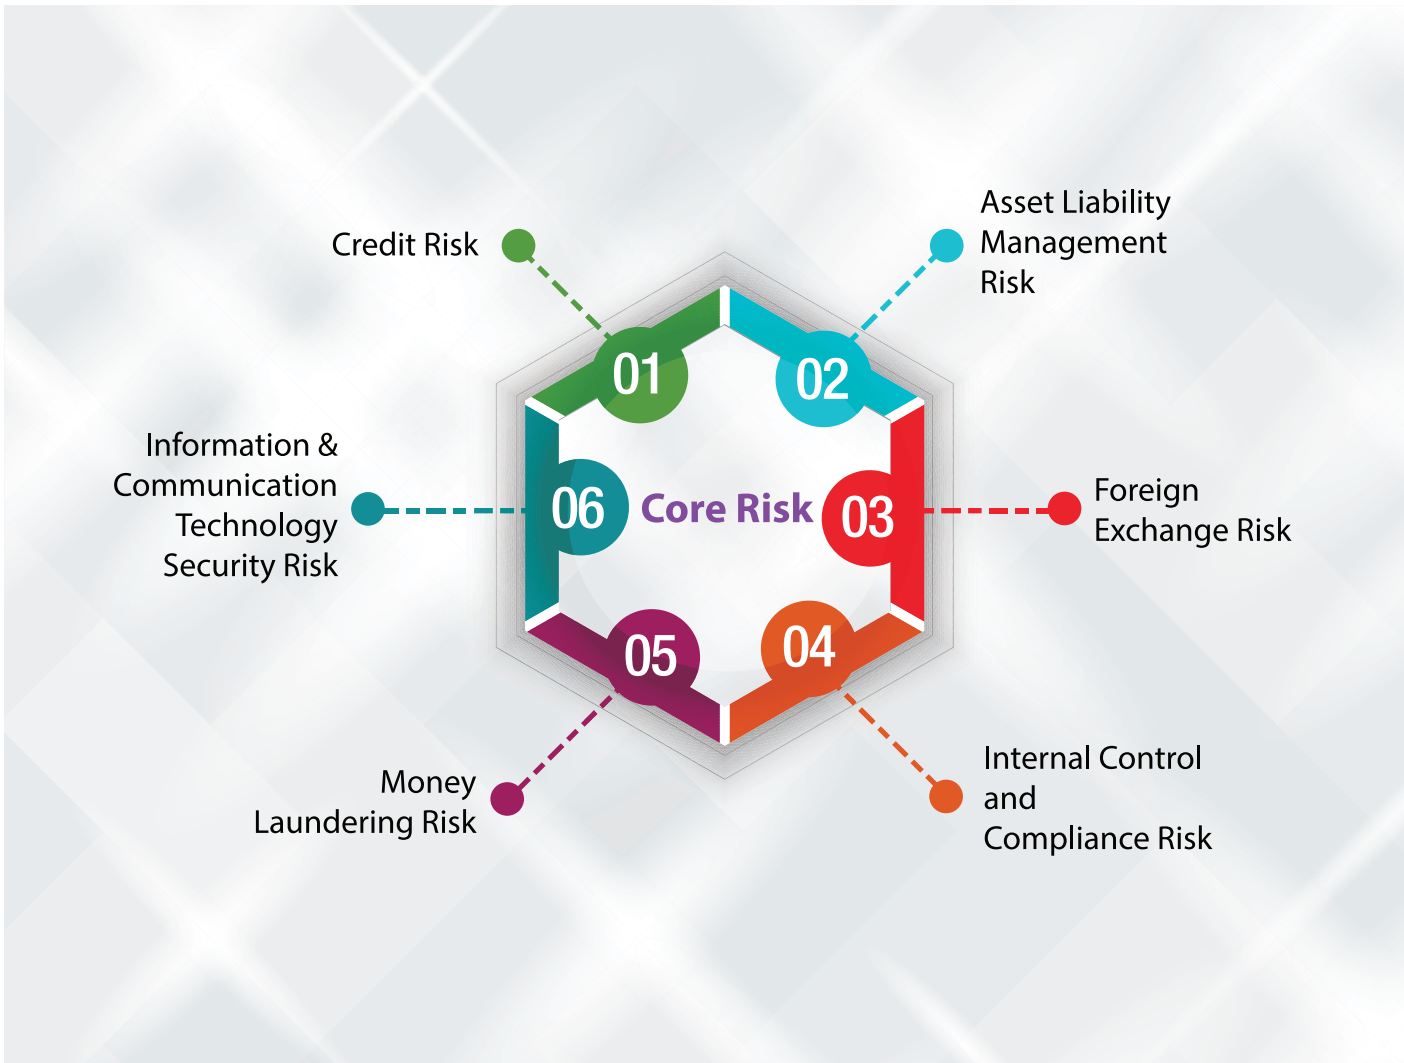 Credit Risk
01
Asset Liability
Management
Risk
02
Foreign
Exchange Risk
03
Internal Control
and
Compliance Risk
04
Money
Laundering Risk
05
Information &
Communication
Technology
Security Risk
06
Core Risk